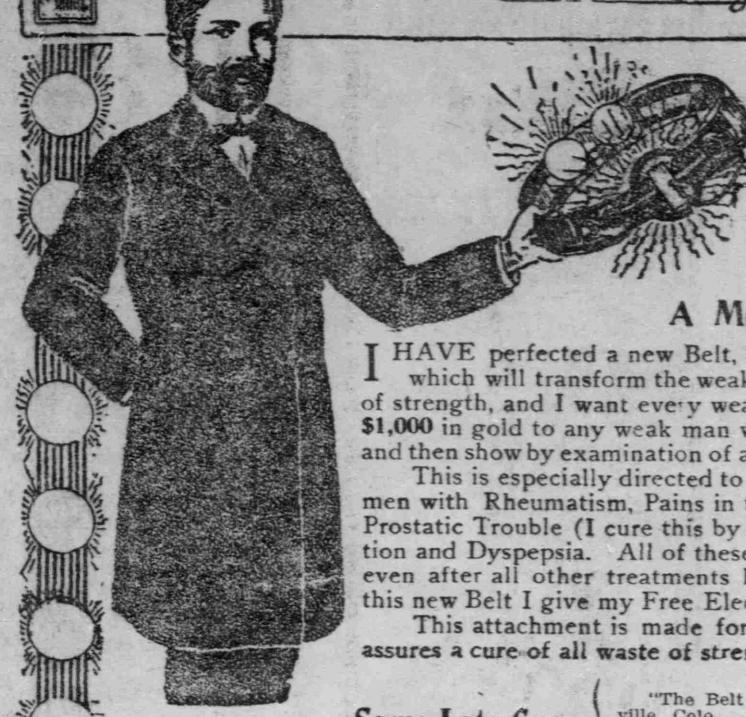 A M
I HAVE perfected a new Belt,
which will transform the weak
of strength, and I want every wea
$1,000 in gold to any weak man
and then show by examination of a
This is especially directed to
men with Rheumatism, Pains in
Prostatic Trouble (I cure this by
tion and Dyspepsia. All of these
even after all other treatments
this new Belt I give my Free Elec
This attachment is made for
assures a cure of all waste of stre
"The Belt
ville, Colo.